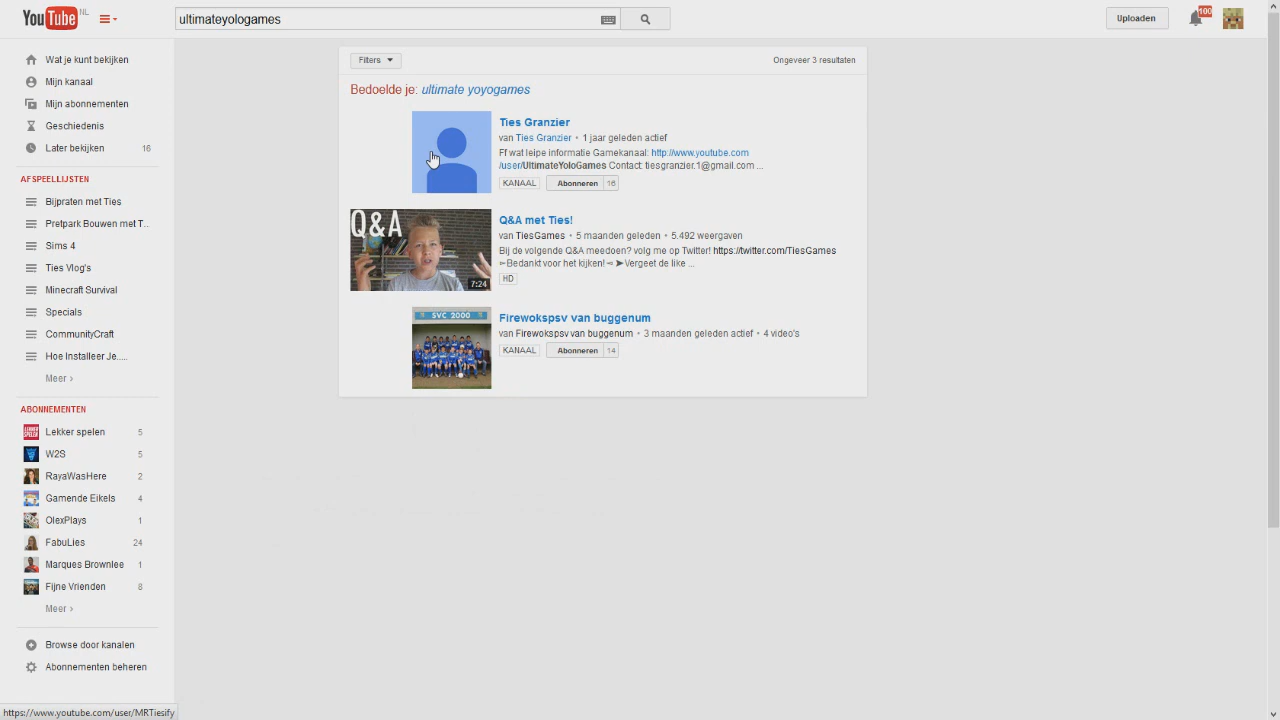 YouTube NL
ultimateyologames
Uploaden
100
Wat je kunt bekijken
Mijn kanaal
Mijn abonnementen
Geschiedenis
Later bekijken 16
AFSPEELLIJSTEN
Bijpraten met Ties
Pretpark Bouwen met T...
Sims 4
Ties Vlog's
Minecraft Survival
Specials
CommunityCraft
Hoe Installeer Je.....
Meer ›
ABONNEMENTEN
Lekker spelen 5
W2S 5
RayaWasHere 2
Gamende Eikels 4
OlexPlays 1
FabuLies 24
Marques Brownlee 1
Fijne Vrienden 8
Meer ›
Browse door kanalen
Abonnementen beheren
Filters
Ongeveer 3 resultaten
Bedoelde je: ultimate yoyogames
Ties Granzier
van Ties Granzier • 1 jaar geleden actief
Ff wat leipe informatie Gamekanaal: http://www.youtube.com
/user/UltimateYoloGames Contact: tiesgranzier.1@gmail.com ...
KANAAL Abonneren 16
Q&A
7:24
Q&A met Ties!
van TiesGames • 5 maanden geleden • 5.492 weergaven
Bij de volgende Q&A meedoen? volg me op Twitter! https://twitter.com/TiesGames
➳Bedankt voor het kijken!➳ ➤Vergeet de like ...
HD
SVC 2000
Firewokspsv van buggenum
van Firewokspsv van buggenum • 3 maanden geleden actief • 4 video's
KANAAL Abonneren 14
https://www.youtube.com/user/MRTiesify